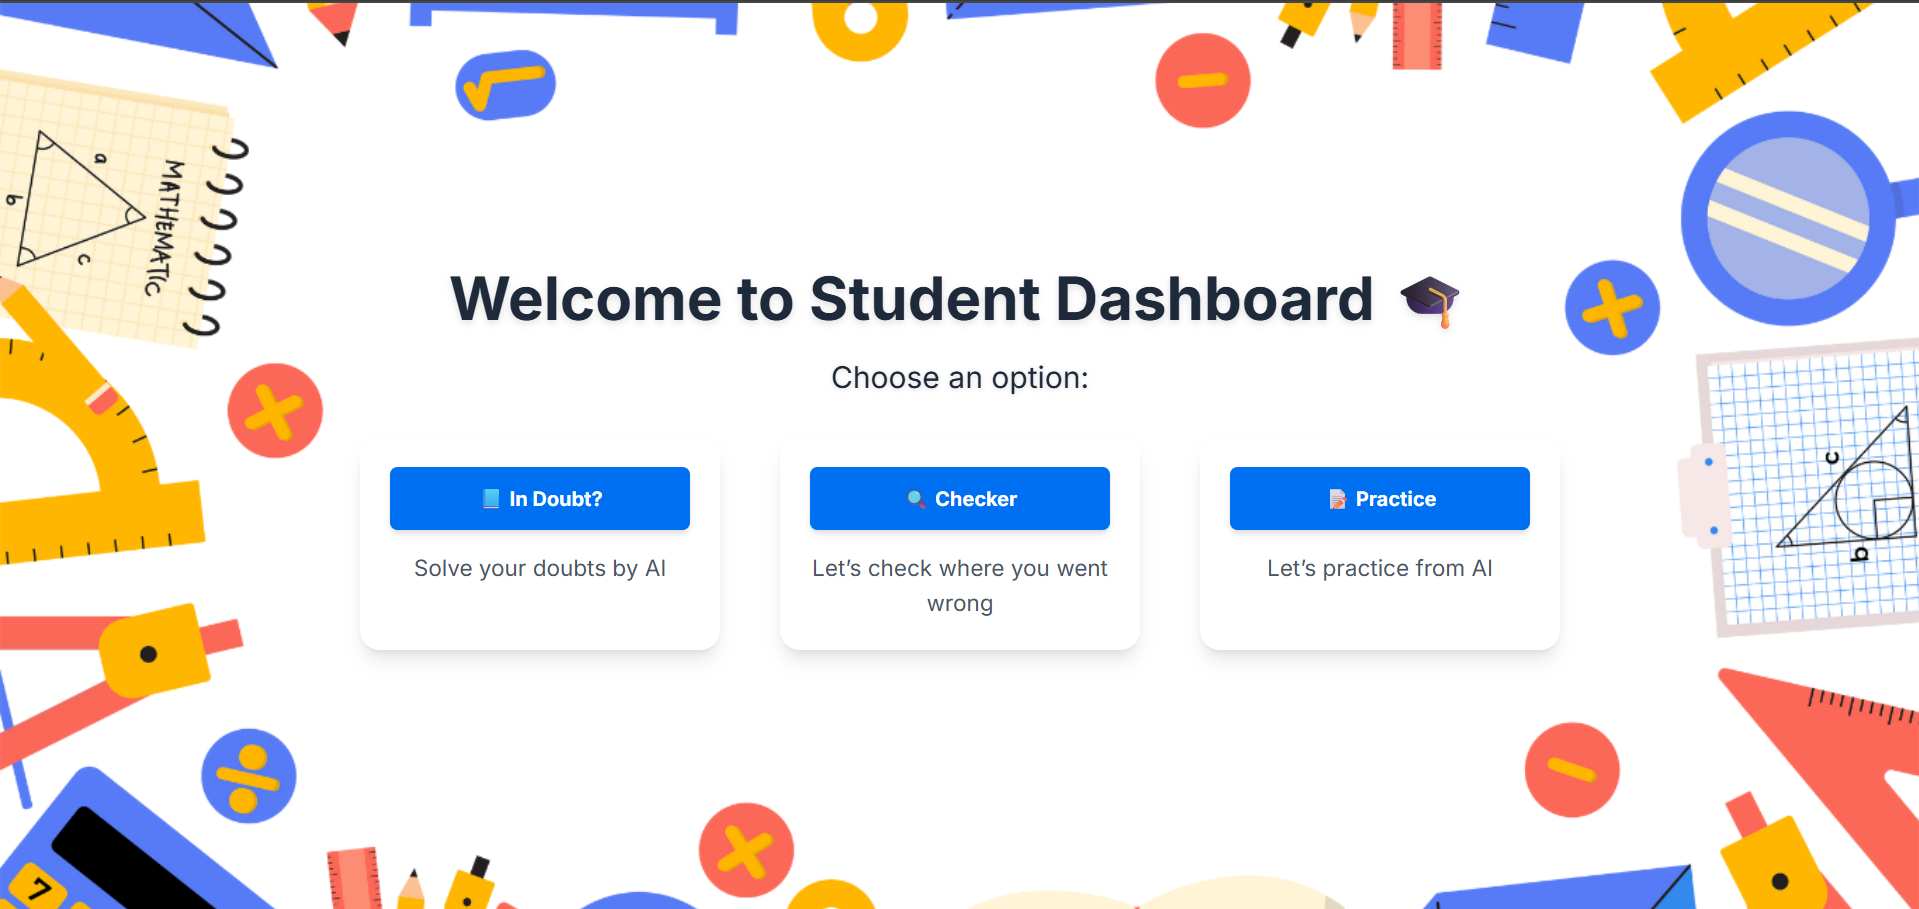 a
b
c
MATHEMATIC
Welcome to Student Dashboard 🎓
Choose an option:
📘 In Doubt?
Solve your doubts by AI
🔍 Checker
Let’s check where you went
wrong
📝 Practice
Let’s practice from AI
c
b
7